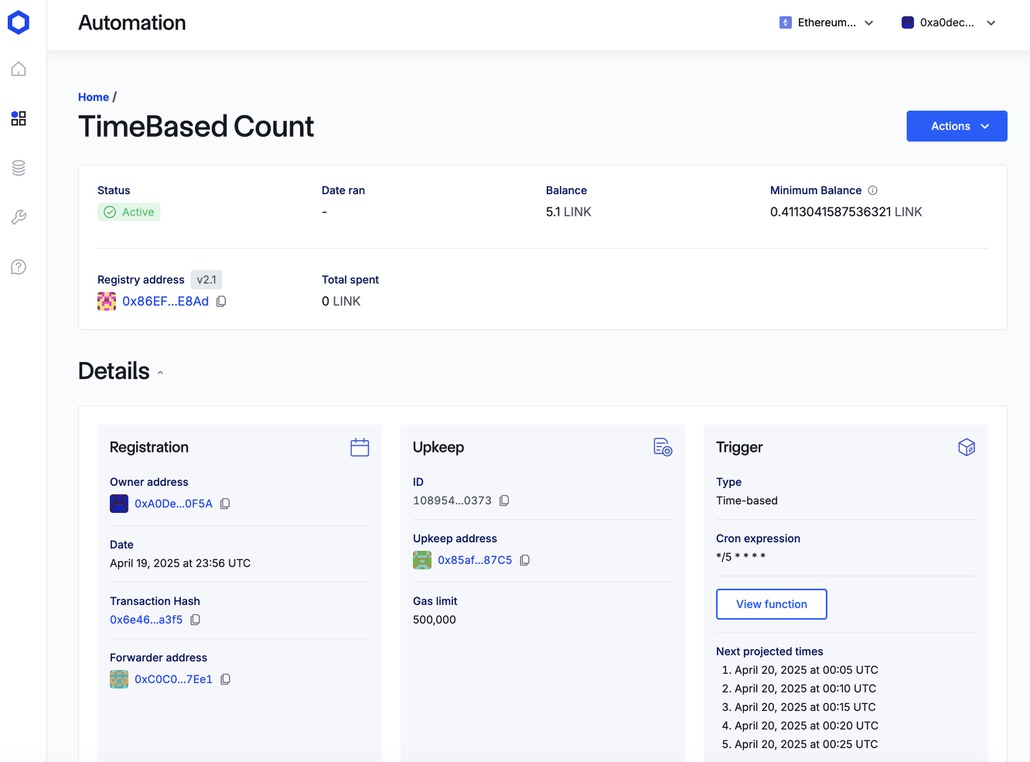 Automation
Ethereum...
0xa0dec...
Home /
TimeBased Count
Actions
Status
Date ran
Balance
Minimum Balance
Active
-
5.1 LINK
0.4113041587536321 LINK
Registry address v2.1
Total spent
0x86EF...E8Ad
0 LINK
Details
Registration
Owner address
0xA0De...0F5A
Date
April 19, 2025 at 23:56 UTC
Transaction Hash
0x6e46...a3f5
Forwarder address
0xC0C0...7Ee1
Upkeep
ID
108954...0373
Upkeep address
0x85af...87C5
Gas limit
500,000
Trigger
Type
Time-based
Cron expression
*/5 * * * *
View function
Next projected times
1. April 20, 2025 at 00:05 UTC
2. April 20, 2025 at 00:10 UTC
3. April 20, 2025 at 00:15 UTC
4. April 20, 2025 at 00:20 UTC
5. April 20, 2025 at 00:25 UTC